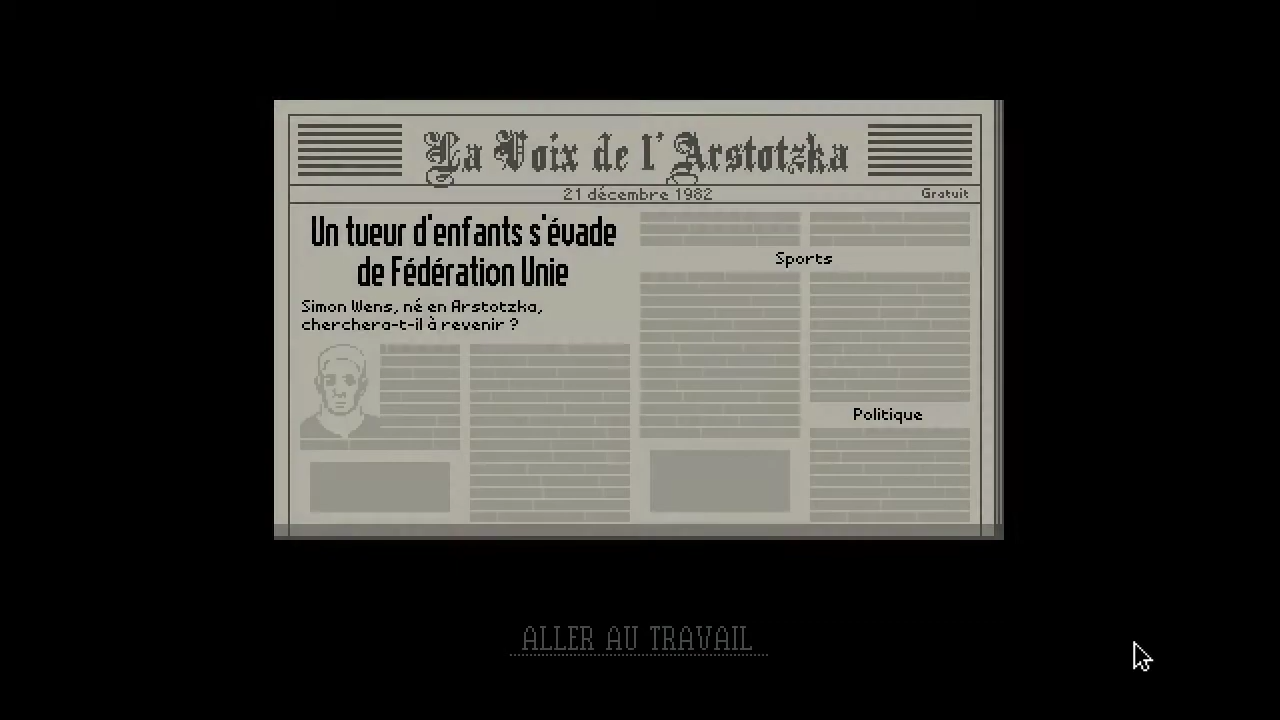 La Voix de l'Arstotzka
21 décembre 1982
Gratuit
Un tueur d'enfants s'évade
de Fédération Unie
Simon Wens, né en Arstotzka,
cherchera-t-il à revenir ?
Sports
Politique
ALLER AU TRAVAIL